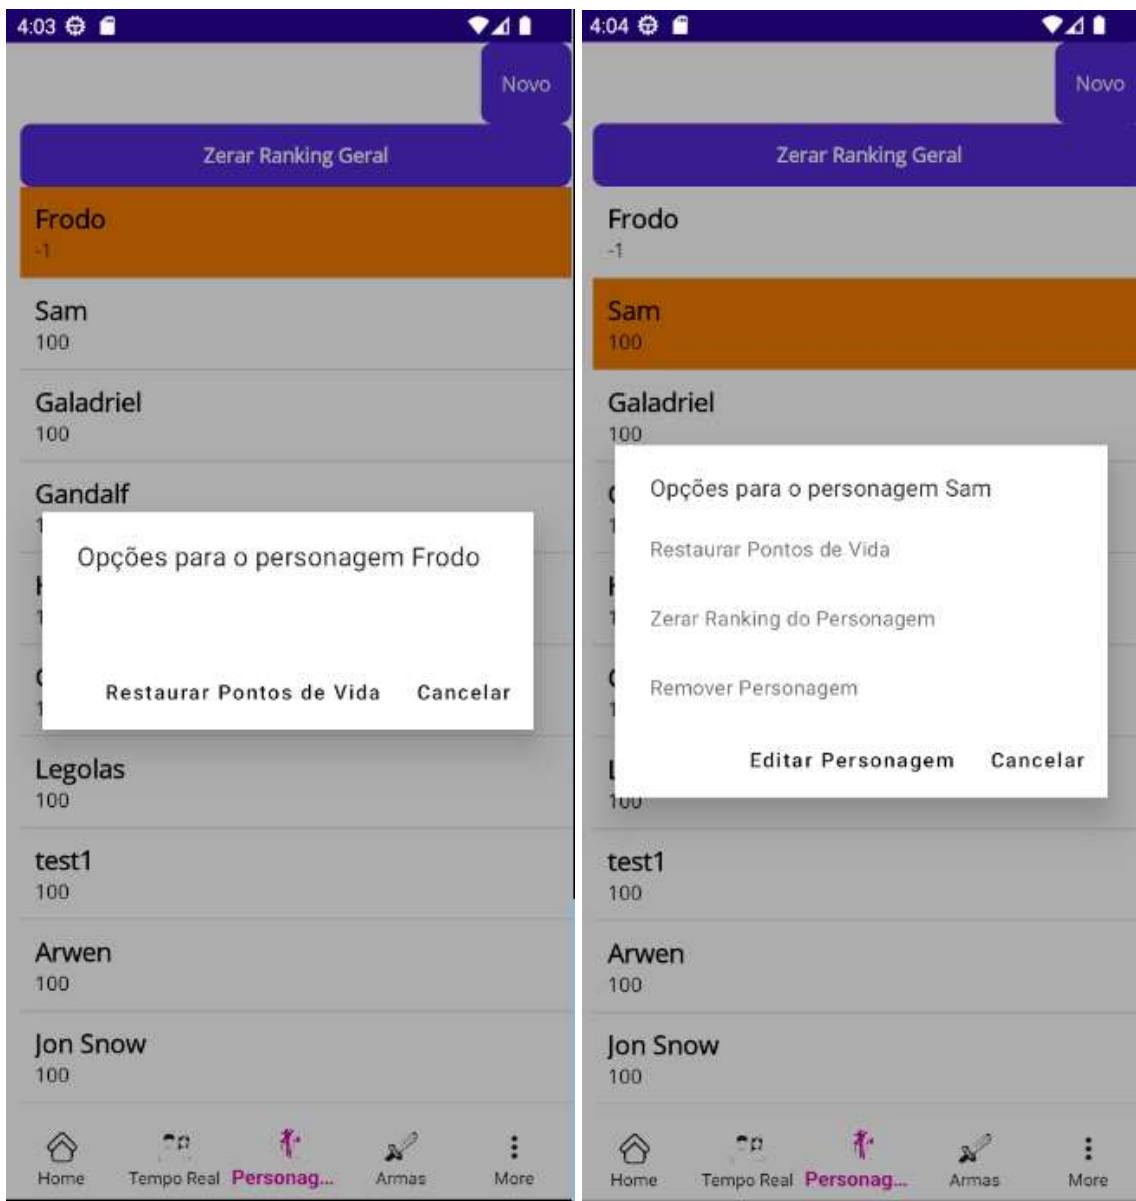 4:03
Novo
Zerar Ranking Geral
Frodo
-1
Sam
100
Galadriel
100
Gandalf
Opções para o personagem Frodo
Restaurar Pontos de Vida Cancelar
Legolas
100
test1
100
Arwen
100
Jon Snow
100
Home Tempo Real Personag... Armas More
4:04
Novo
Zerar Ranking Geral
Frodo
-1
Sam
100
Galadriel
100
Opções para o personagem Sam
Restaurar Pontos de Vida
Zerar Ranking do Personagem
Remover Personagem
Editar Personagem Cancelar
100
test1
100
Arwen
100
Jon Snow
100
Home Tempo Real Personag... Armas More